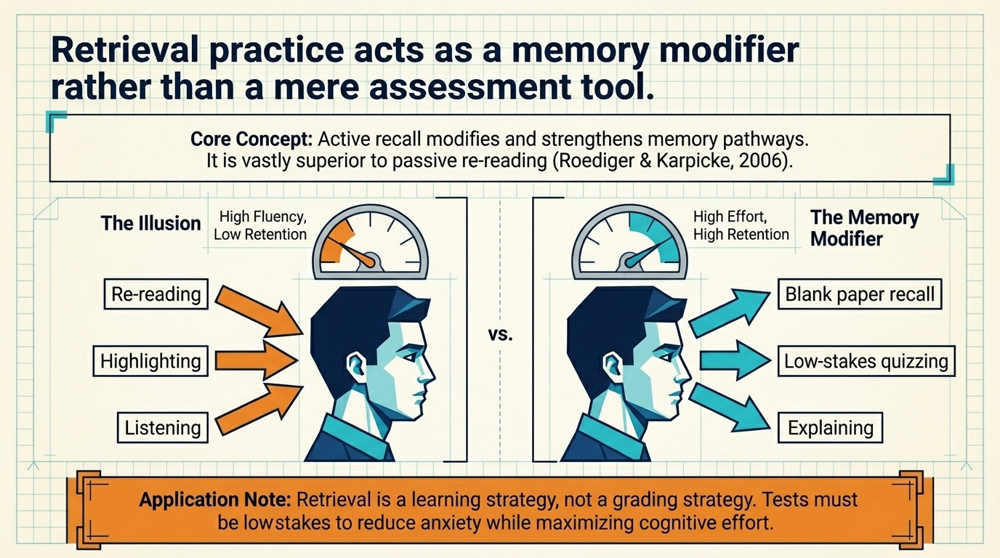 Retrieval practice acts as a memory modifier
rather than a mere assessment tool.
Core Concept: Active recall modifies and strengthens memory pathways.
It is vastly superior to passive re-reading (Roediger & Karpicke, 2006).
The Illusion
High Fluency,
Low Retention
Re-reading
Highlighting
Listening
vs.
High Effort,
High Retention
The Memory
Modifier
Blank paper recall
Low-stakes quizzing
Explaining
Application Note: Retrieval is a learning strategy, not a grading strategy. Tests must
be lowstakes to reduce anxiety while maximizing cognitive effort.